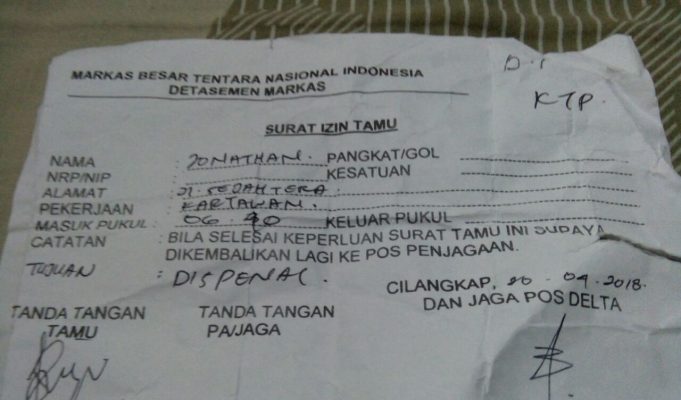 MARKAS BESAR TENTARA NASIONAL INDONESIA
DETASEMEN MARKAS
KTP.
SURAT IZIN TAMU
NAMA : JONATHAN. PANGKAT/GOL
NRP/NIP : KESATUAN
ALAMAT : Jl. SEJAHTERA.
PEKERJAAN : KARYAWAN.
MASUK PUKUL : 06. KELUAR PUKUL
CATATAN : BILA SELESAI KEPERLUAN SURAT TAMU INI SUPAYA
DIKEMBALIKAN LAGI KE POS PENJAGAAN.
TUJUAN : DISPENAL.
CILANGKAP, 20-04-2018.
DAN JAGA POS DELTA
TANDA TANGAN TAMU
TANDA TANGAN PA/JAGA